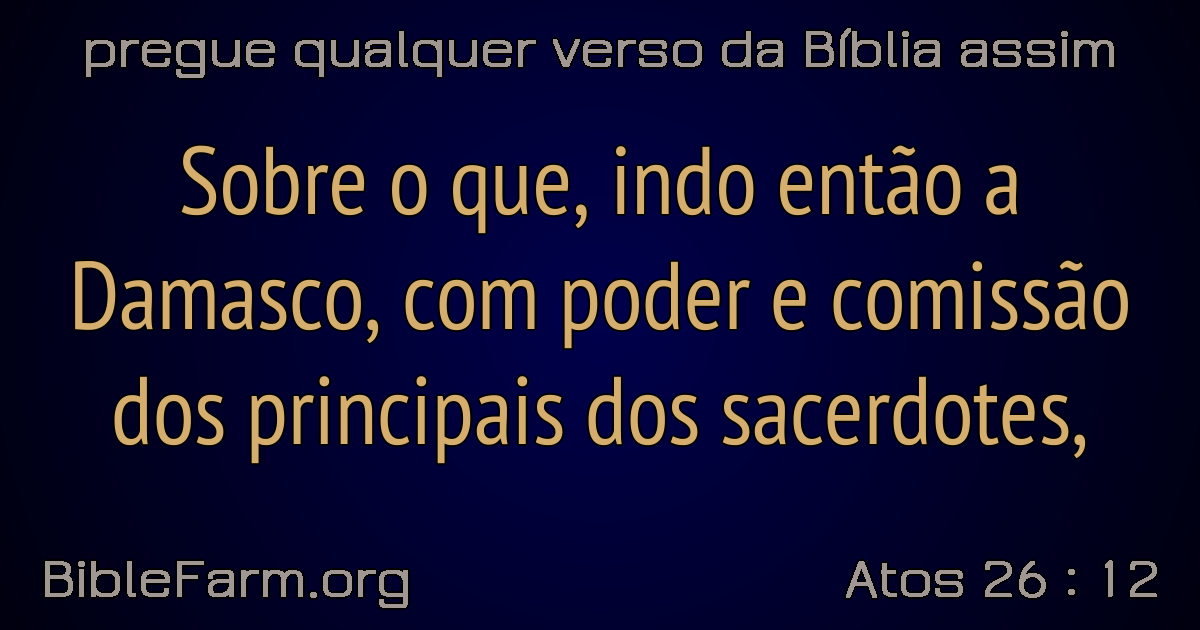 pregue qualquer verso da Bíblia assim
Sobre o que, indo então a
Damasco, com poder e comissão
dos principais dos sacerdotes,
BibleFarm.org
Atos 26 : 12